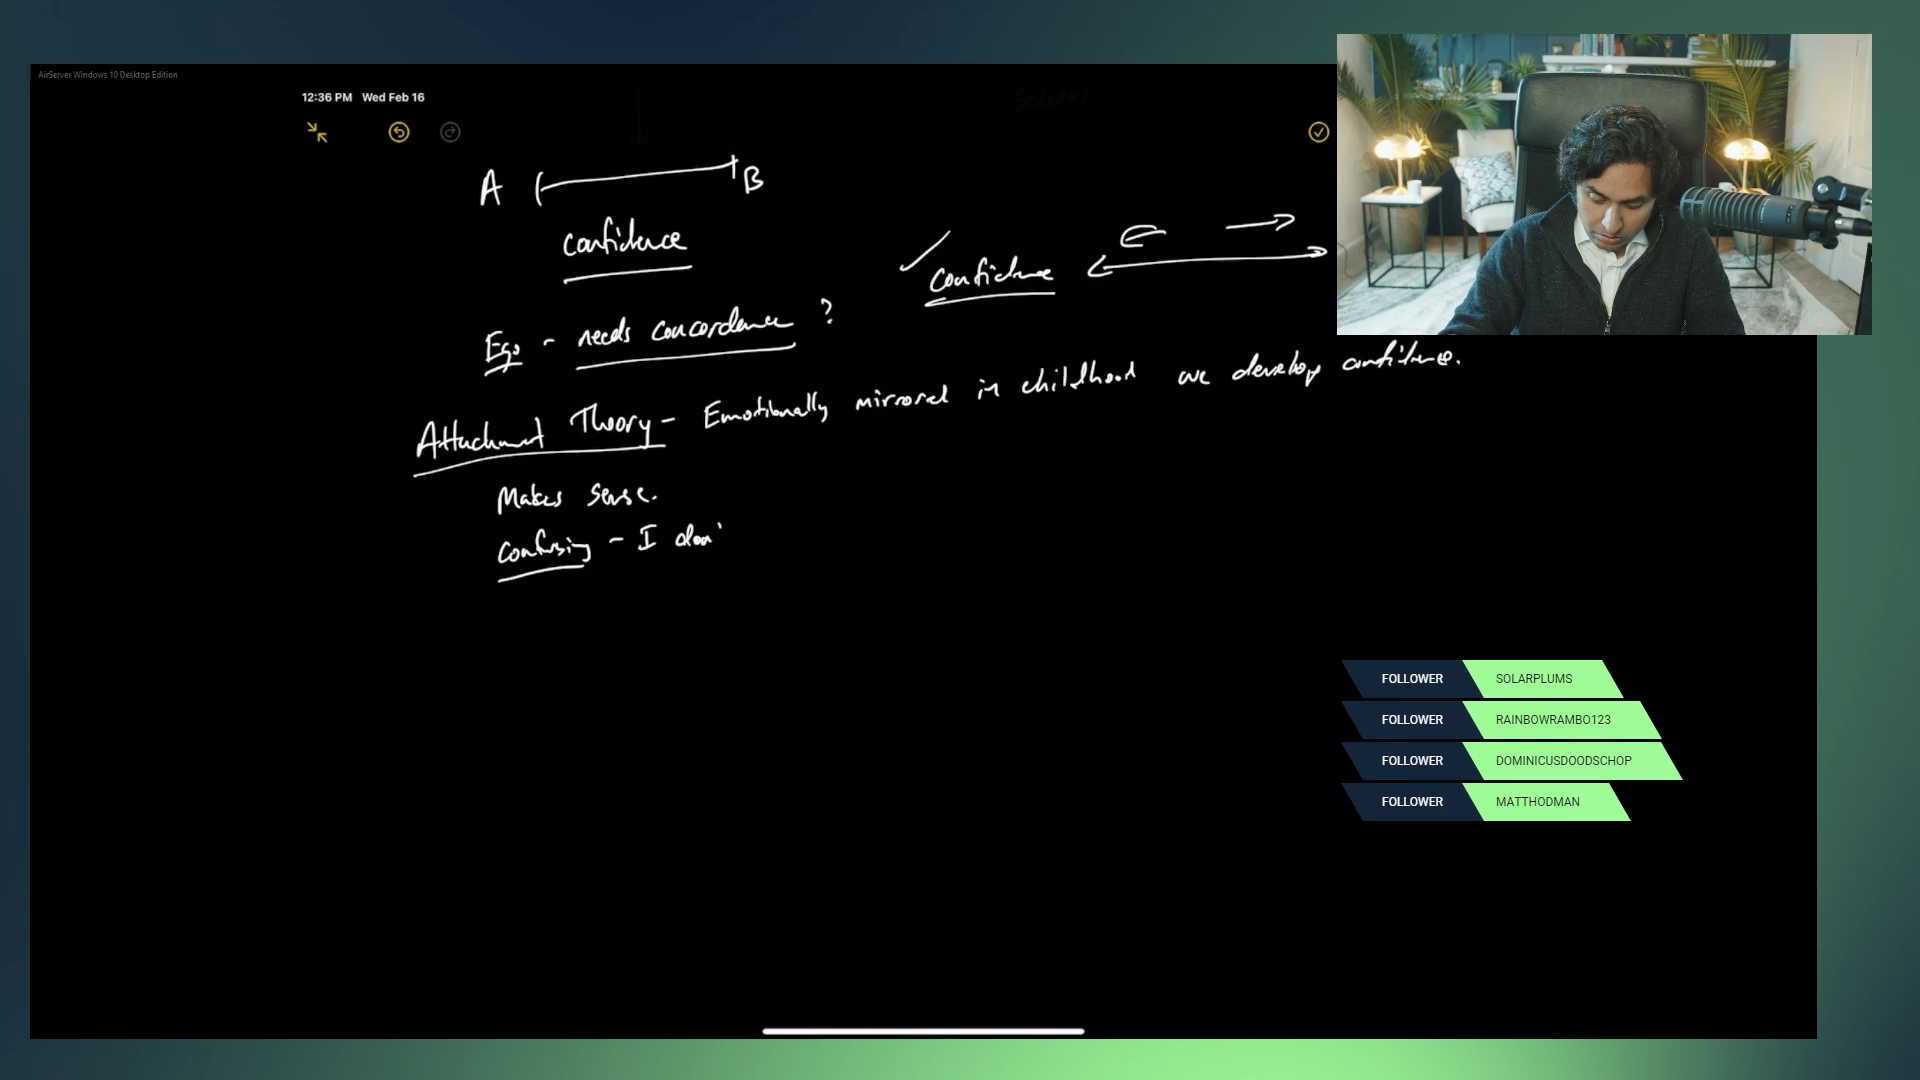 AirServer Windows 10 Desktop Edition
12:36 PM Wed Feb 16
A B
confidence
confidence
Ego - needs concordance ?
Attachment Theory - Emotionally mirrored in childhood we develop confidence.
Makes sense.
Confusing - I don'
FOLLOWER SOLARPLUMS
FOLLOWER RAINBOWRAMBO123
FOLLOWER DOMINICUSDOODSCHOP
FOLLOWER MATTHODMAN